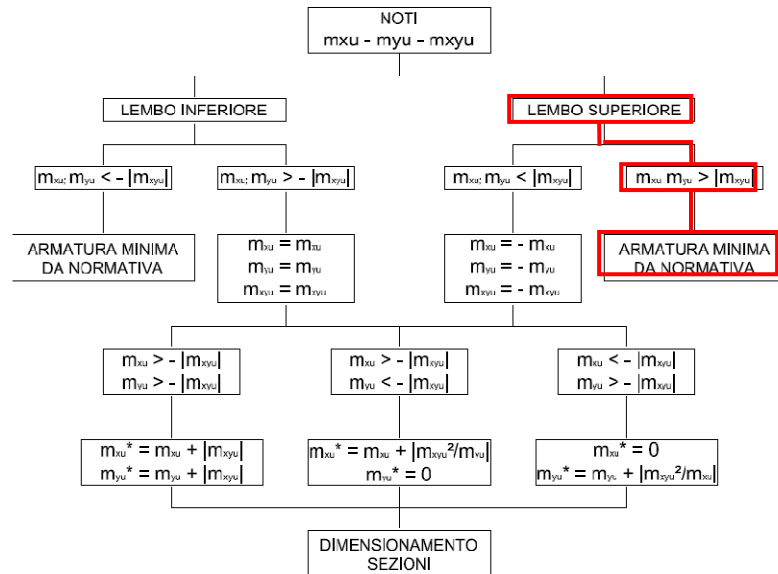 NOTI
mxu - myu - mxyu
LEMBO INFERIORE
LEMBO SUPERIORE
mxu; myu < - |mxyu|
mxu; myu > - |mxyu|
mxu; myu < |mxyu|
mxu myu > |mxyu|
ARMATURA MINIMA
DA NORMATIVA
mxu = mxu
myu = myu
mxyu = mxyu
mxu = - mxu
myu = - myu
mxyu = - mxyu
ARMATURA MINIMA
DA NORMATIVA
mxu > - |mxyu|
myu > - |mxyu|
mxu > - |mxyu|
myu < - |mxyu|
mxu < - |mxyu|
myu > - |mxyu|
mxu* = mxu + |mxyu|
myu* = myu + |mxyu|
mxu* = mxu + |mxyu²/myu|
myu* = 0
mxu* = 0
myu* = myu + |mxyu²/mxu|
DIMENSIONAMENTO
SEZIONI